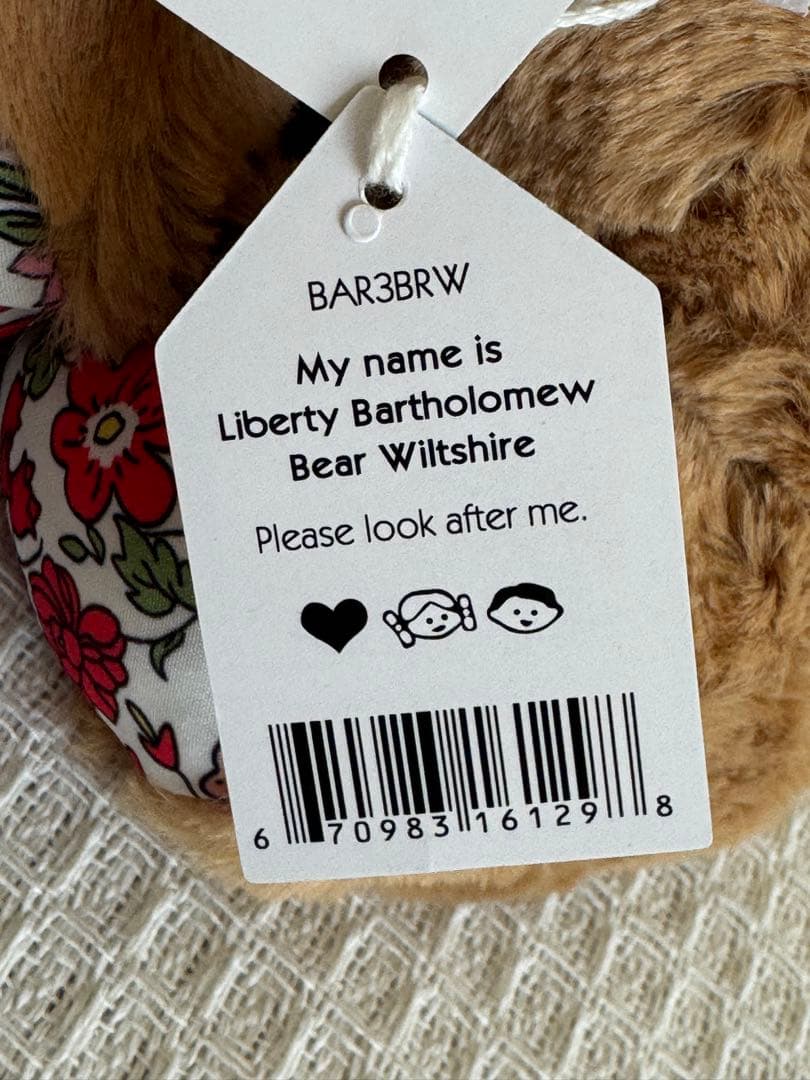 BAR3BRW
My name is
Liberty Bartholomew
Bear Wiltshire
Please look after me.
6 70983 16129 8